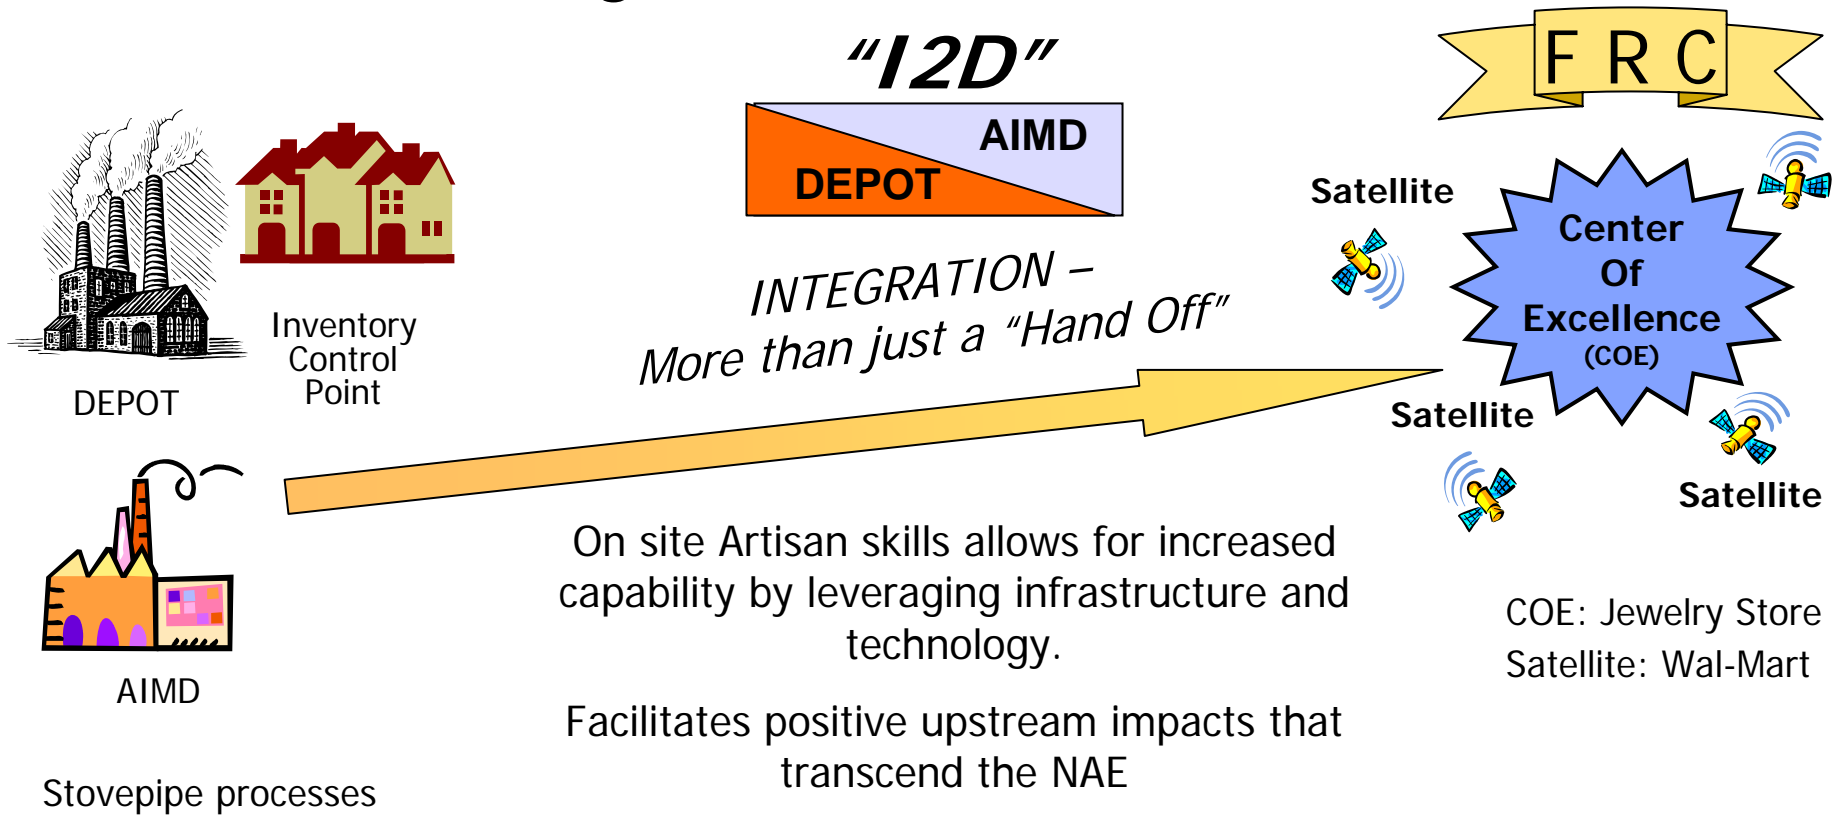 “I2D”
F R C
AIMD
DEPOT
Satellite
Center
Of
Excellence
(COE)
INTEGRATION –
More than just a “Hand Off”
Inventory
Control
Point
DEPOT
Satellite
Satellite
On site Artisan skills allows for increased
capability by leveraging infrastructure and
technology.
COE: Jewelry Store
Satellite: Wal-Mart
AIMD
Facilitates positive upstream impacts that
transcend the NAE
Stovepipe processes